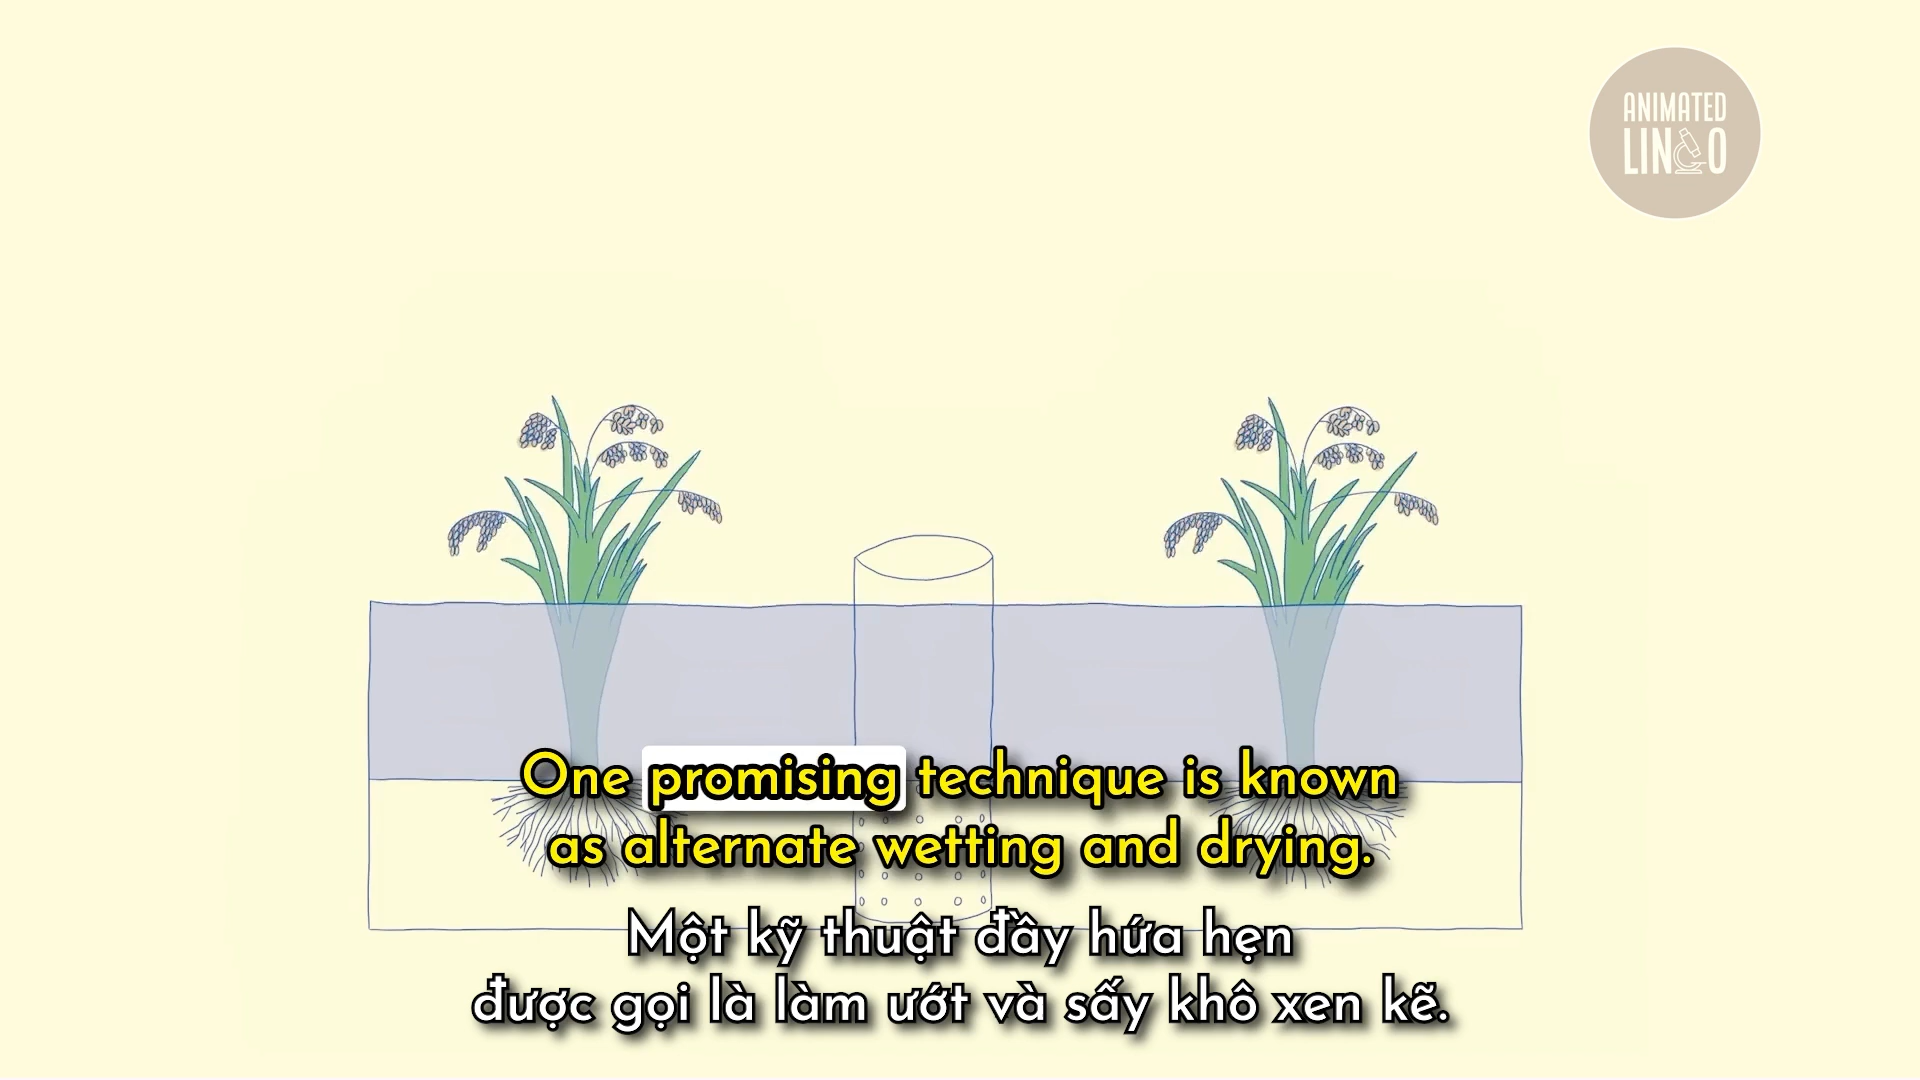 ANIMATED
LINGO
One promising technique is known
as alternate wetting and drying.
Một kỹ thuật đầy hứa hẹn
được gọi là làm ướt và sấy khô xen kẽ.